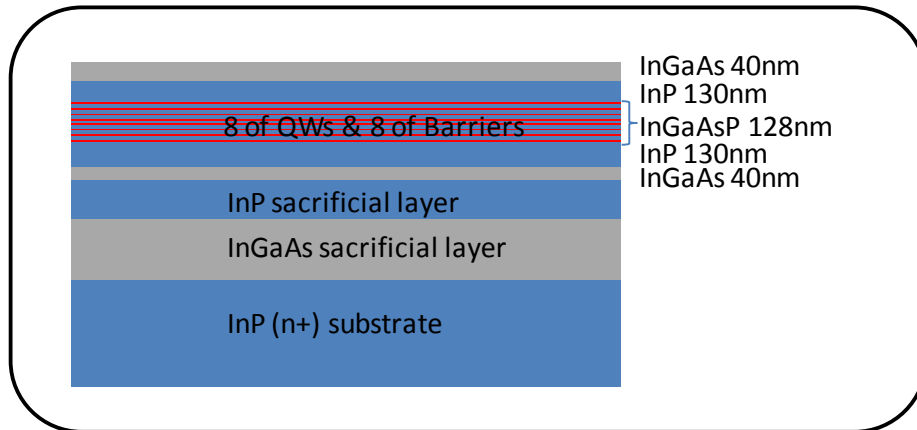 InGaAs 40nm
InP 130nm
8 of QWs & 8 of Barriers
InGaAsP 128nm
InP 130nm
InGaAs 40nm
InP sacrificial layer
InGaAs sacrificial layer
InP (n+) substrate